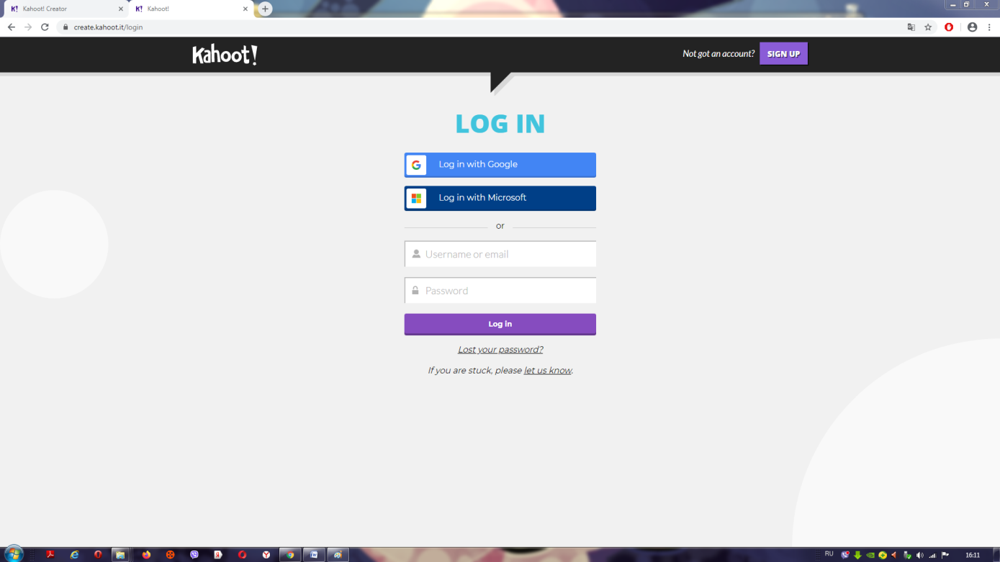 Kahoot! Creator
Kahoot!
create.kahoot.it/login
Kahoot!
Not got an account?
SIGN UP
LOG IN
Log in with Google
Log in with Microsoft
or
Username or email
Password
Log in
Lost your password?
If you are stuck, please let us know.
RU
16:11